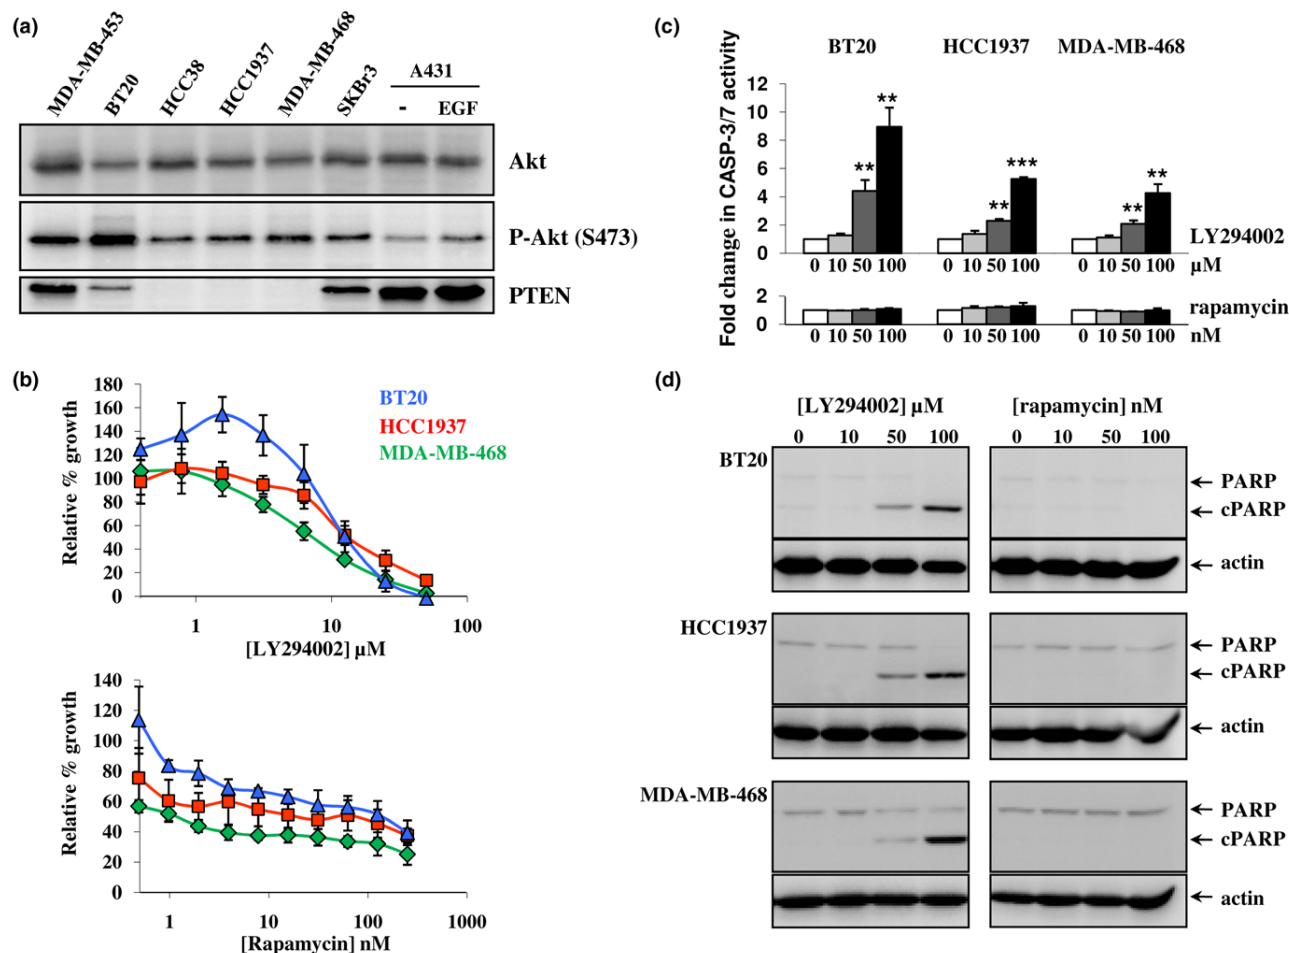 (a)
MDA-MB-453
BT20
HCC38
HCC1937
MDA-MB-468
SKBr3
A431
- EGF
Akt
P-Akt (S473)
PTEN
(b)
Relative % growth
180
160
140
120
100
80
60
40
20
0
BT20
HCC1937
MDA-MB-468
1 10 100
[LY294002] µM
Relative % growth
140
120
100
80
60
40
20
0
1 10 100 1000
[Rapamycin] nM
(c)
BT20 HCC1937 MDA-MB-468
Fold change in CASP-3/7 activity
12
10
8
6
4
2
0
** ** ** *** ** **
LY294002
0 10 50 100 0 10 50 100 0 10 50 100 µM
2
0
rapamycin
0 10 50 100 0 10 50 100 0 10 50 100 nM
(d)
[LY294002] µM [rapamycin] nM
0 10 50 100 0 10 50 100
BT20
PARP
cPARP
actin
HCC1937
PARP
cPARP
actin
MDA-MB-468
PARP
cPARP
actin